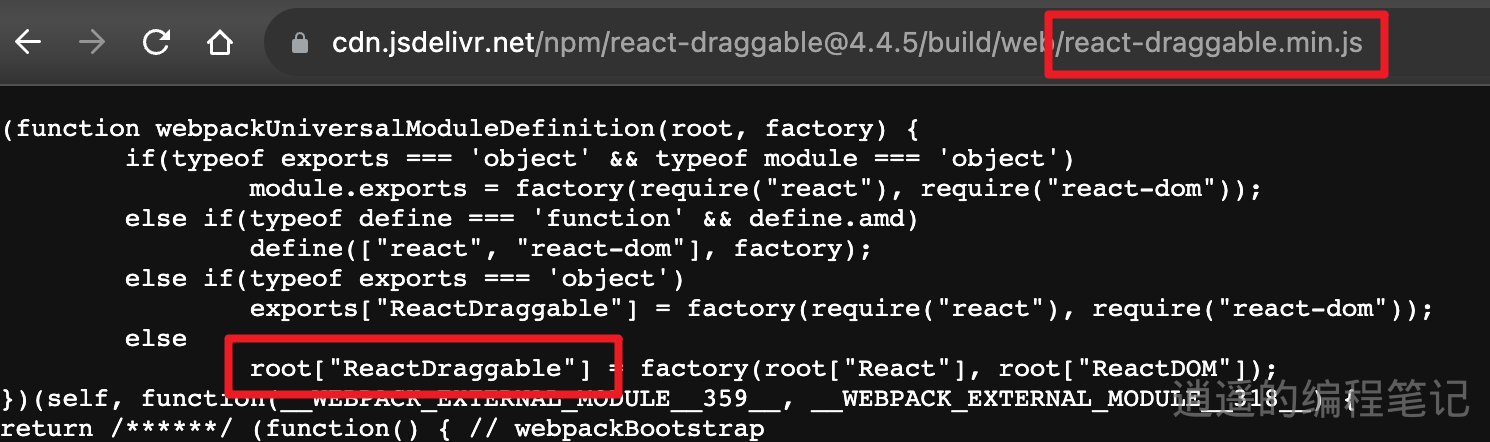 cdn.jsdelivr.net/npm/react-draggable@4.4.5/build/web/react-draggable.min.js
(function webpackUniversalModuleDefinition(root, factory) {
if(typeof exports === 'object' && typeof module === 'object')
module.exports = factory(require("react"), require("react-dom"));
else if(typeof define === 'function' && define.amd)
define(["react", "react-dom"], factory);
else if(typeof exports === 'object')
exports["ReactDraggable"] = factory(require("react"), require("react-dom"));
else
root["ReactDraggable"] = factory(root["React"], root["ReactDOM"]);
})(self, function(__WEBPACK_EXTERNAL_MODULE__359__, __WEBPACK_EXTERNAL_MODULE__318__) {
return /******/ (function() { // webpackBootstrap
逍遥的编程笔记